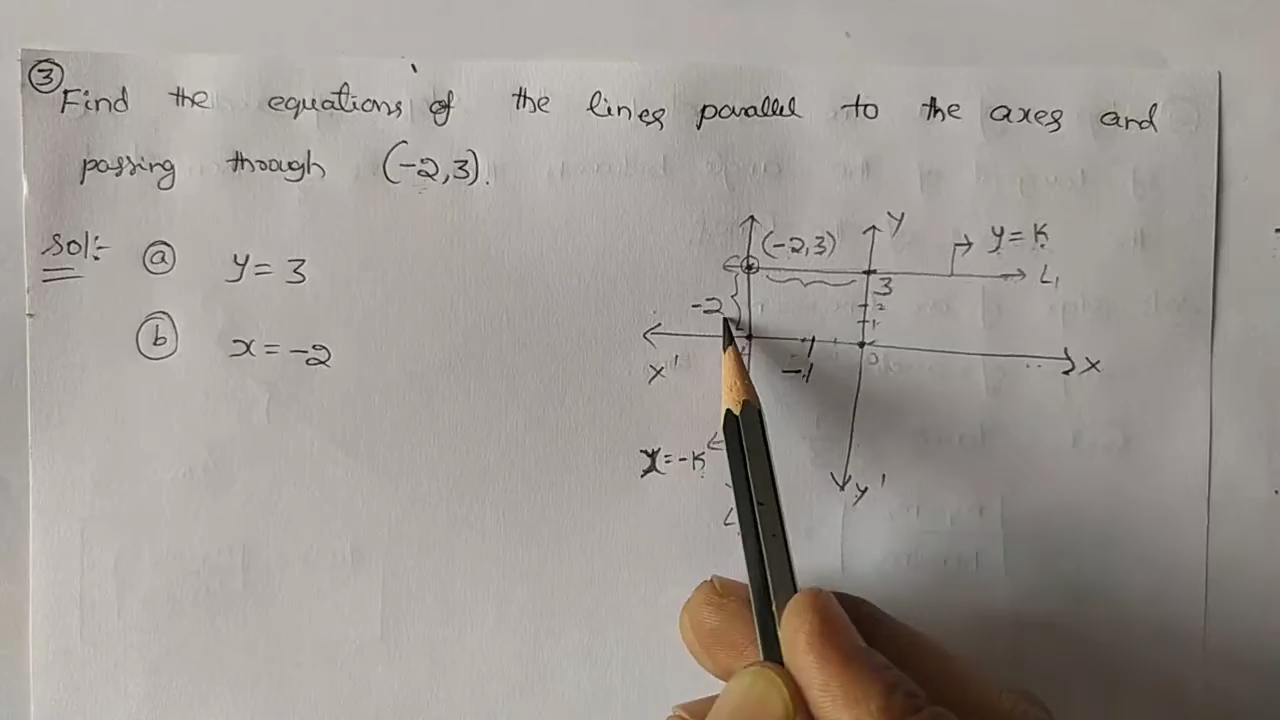 ③ Find the equations of the lines parallel to the axes and
passing though (-2,3).
Sol:-
ⓐ y = 3
ⓑ x = -2
(-2,3)
y
y = K
L₁
3
2
1
-2
x'
-1
0
x
x = -K
L
y'